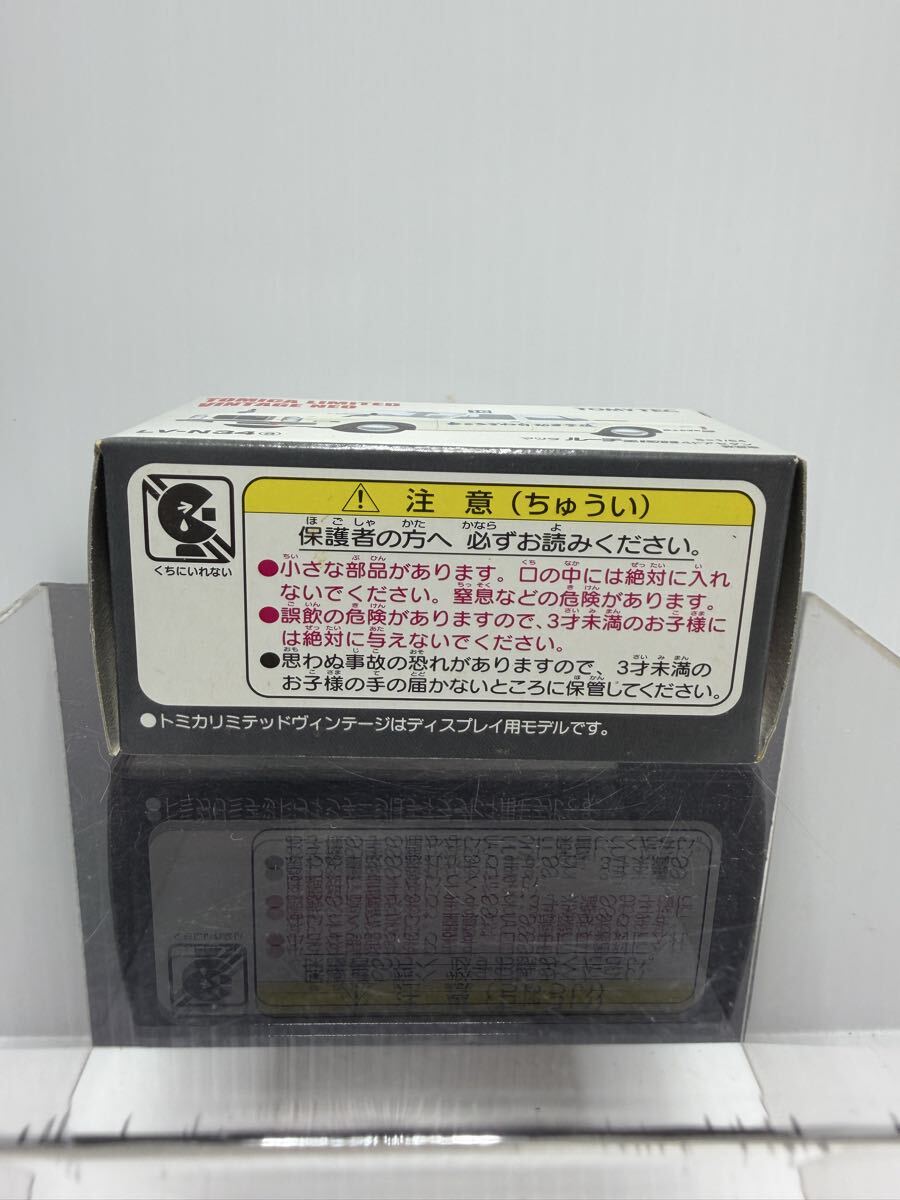 TOMICA LIMITED
VINTAGE NEO
TOMYTEC
LV-N
注 意（ちゅうい）
保護者の方へ 必ずお読みください。
●小さな部品があります。口の中には絶対に入れ
ないでください。窒息などの危険があります。
●誤飲の危険がありますので、3才未満のお子様に
は絶対に与えないでください。
●思わぬ事故の恐れがありますので、3才未満の
お子様の手の届かないところに保管してください。
くちにいれない
●トミカリミテッドヴィンテージはディスプレイ用モデルです。